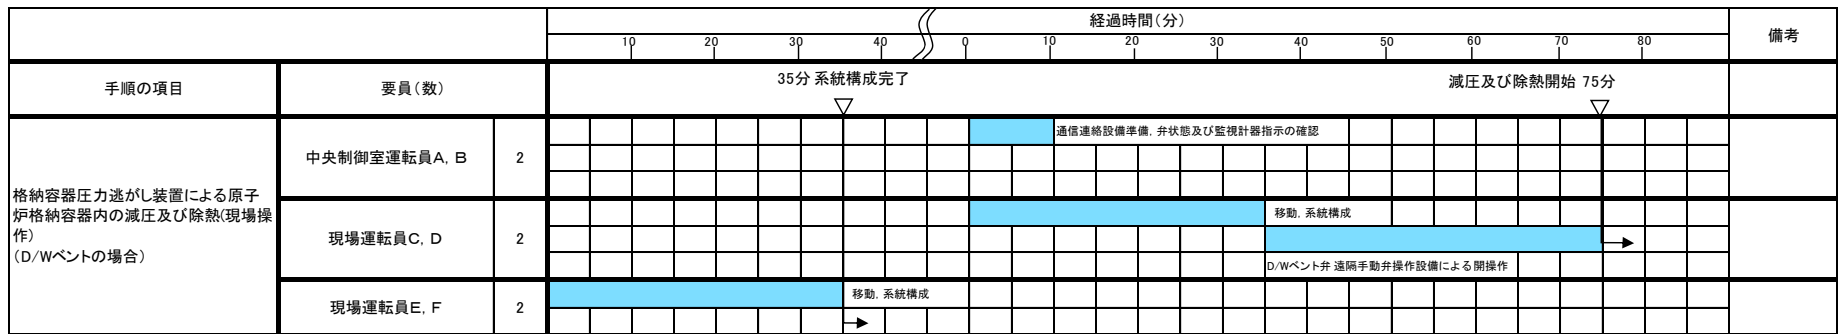 経過時間(分)
備考
10 20 30 40 0 10 20 30 40 50 60 70 80
手順の項目
要員(数)
35分 系統構成完了
減圧及び除熱開始 75分
格納容器圧力逃がし装置による原子
炉格納容器内の減圧及び除熱(現場操
作)
(D/Wベントの場合)
中央制御室運転員A, B
2
通信連絡設備準備, 弁状態及び監視計器指示の確認
現場運転員C, D
2
移動, 系統構成
D/Wベント弁 遠隔手動弁操作設備による開操作
現場運転員E, F
2
移動, 系統構成